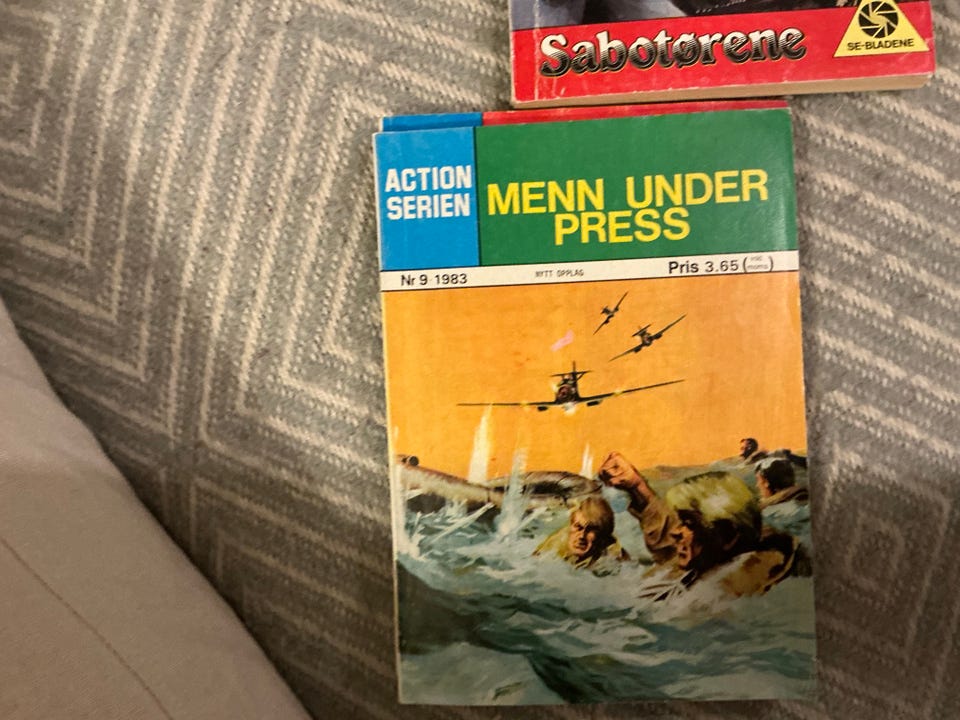 Sabotørene
SE-BLADENE
ACTION
SERIEN
MENN UNDER
PRESS
Nr 9 · 1983
NYTT OPPLAG
Pris 3.65 (inkl. moms)